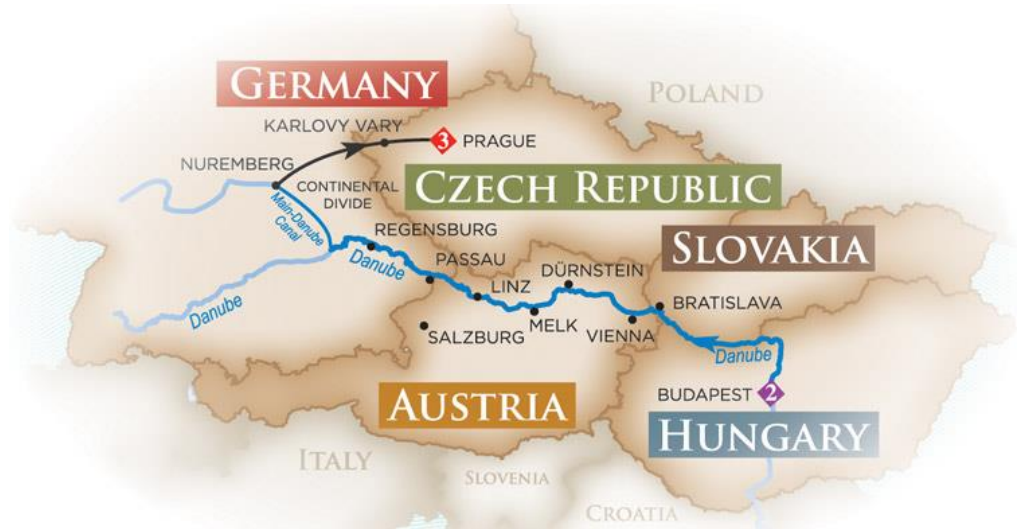 GERMANY
POLAND
KARLOVY VARY
3 PRAGUE
NUREMBERG
CZECH REPUBLIC
CONTINENTAL
DIVIDE
Main-Danube
Canal
REGENSBURG
SLOVAKIA
Danube
PASSAU
DÜRNSTEIN
LINZ
BRATISLAVA
Danube
MELK
VIENNA
SALZBURG
Danube
BUDAPEST 2
AUSTRIA
HUNGARY
ITALY
SLOVENIA
CROATIA